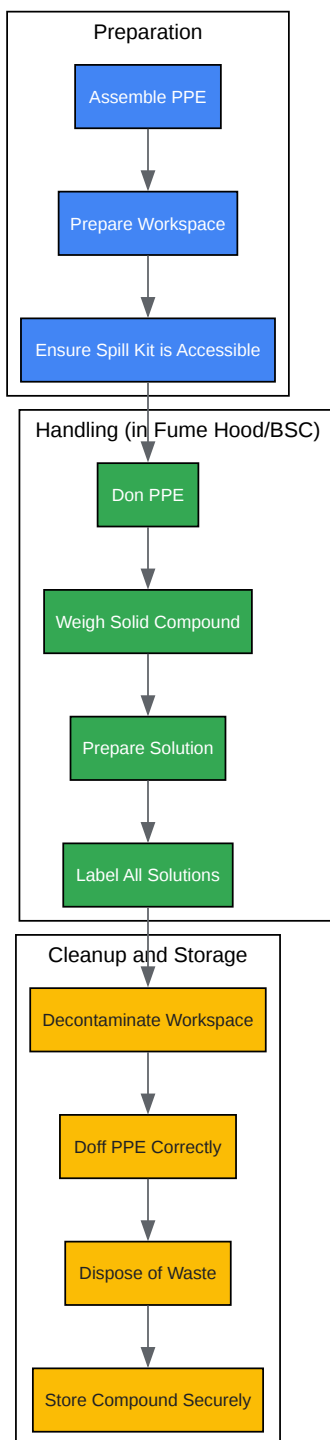 Preparation
Assemble PPE
Prepare Workspace
Ensure Spill Kit is Accessible
Handling (in Fume Hood/BSC)
Don PPE
Weigh Solid Compound
Prepare Solution
Label All Solutions
Cleanup and Storage
Decontaminate Workspace
Doff PPE Correctly
Dispose of Waste
Store Compound Securely